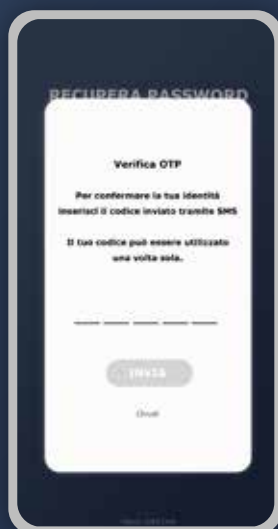 RECUPERA PASSWORD
Verifica OTP
Per confermare la tua identità
inserisci il codice inviato tramite SMS
Il tuo codice può essere utilizzato
una volta sola.
INVIA
Chiudi